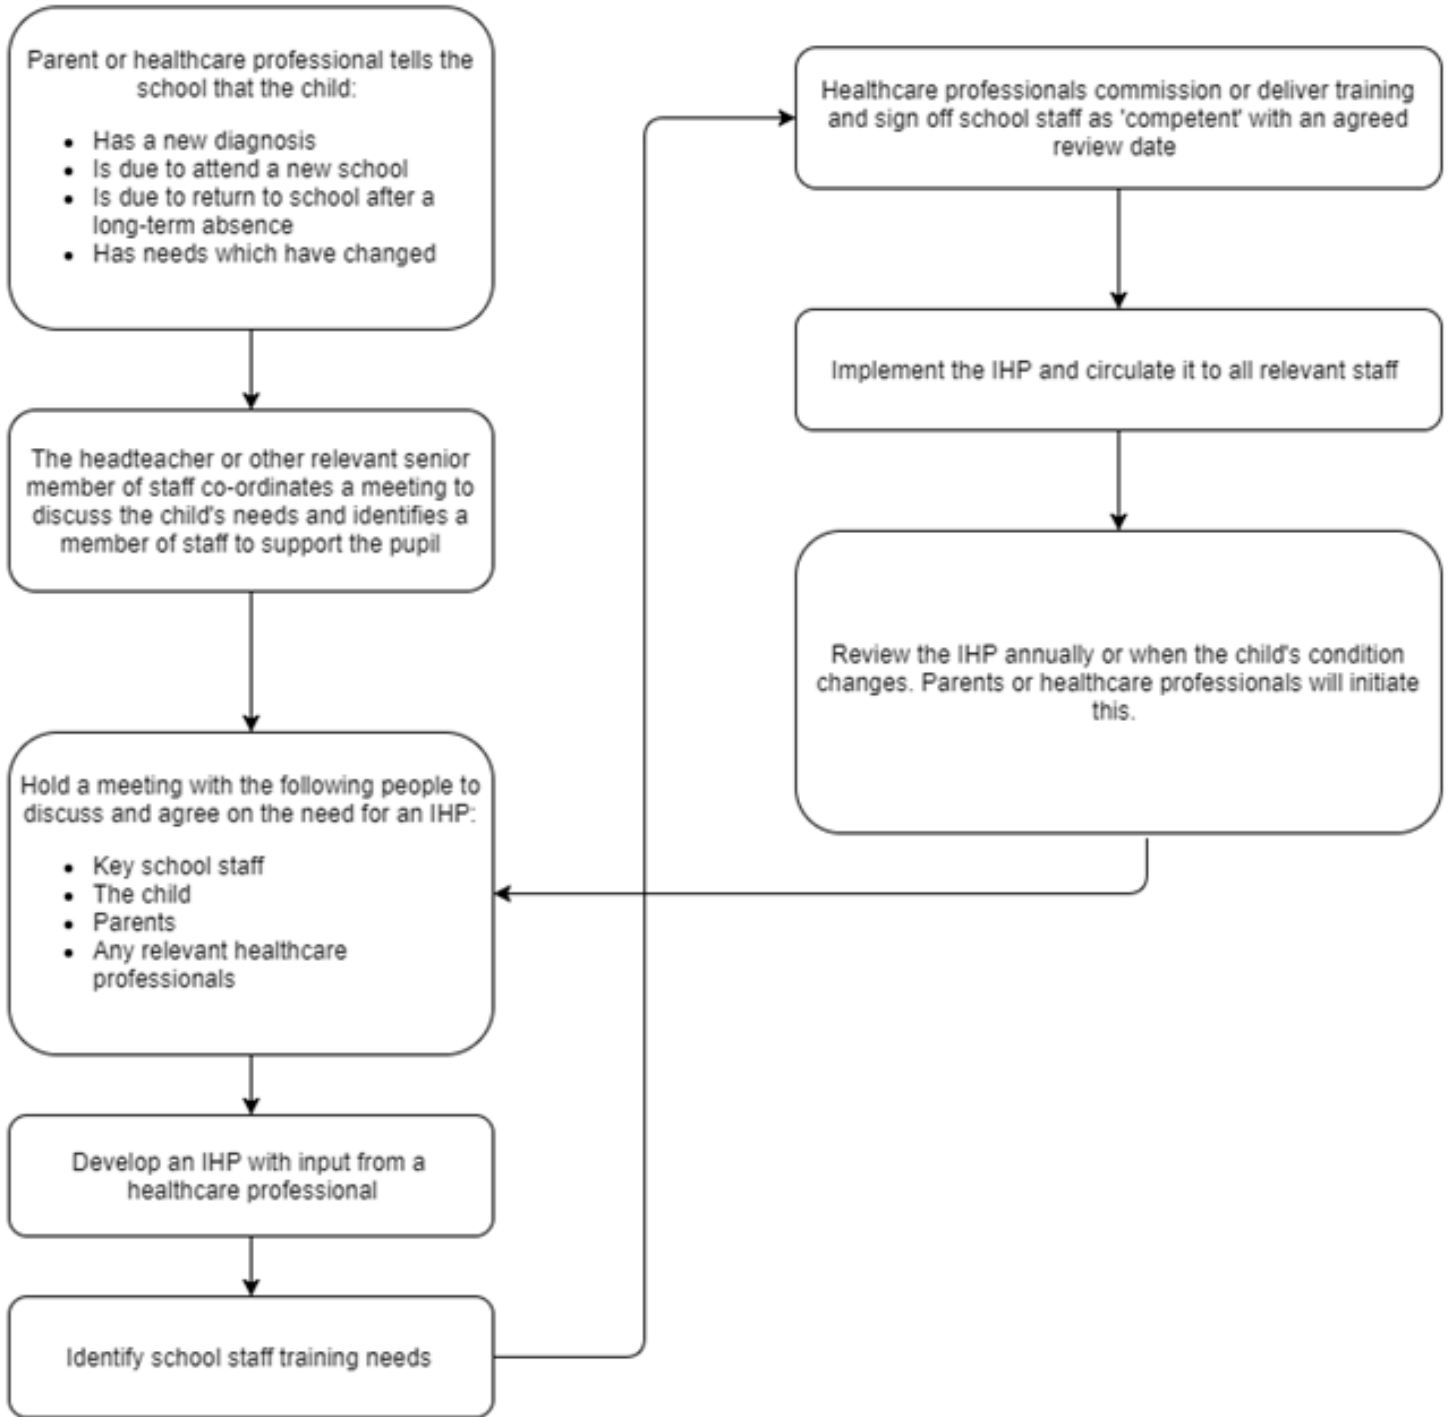 Parent or healthcare professional tells the
school that the child:
• Has a new diagnosis
• Is due to attend a new school
• Is due to return to school after a
long-term absence
• Has needs which have changed
The headteacher or other relevant senior
member of staff co-ordinates a meeting to
discuss the child's needs and identifies a
member of staff to support the pupil
Hold a meeting with the following people to
discuss and agree on the need for an IHP:
• Key school staff
• The child
• Parents
• Any relevant healthcare
professionals
Develop an IHP with input from a
healthcare professional
Identify school staff training needs
Healthcare professionals commission or deliver training
and sign off school staff as 'competent' with an agreed
review date
Implement the IHP and circulate it to all relevant staff
Review the IHP annually or when the child's condition
changes. Parents or healthcare professionals will initiate
this.